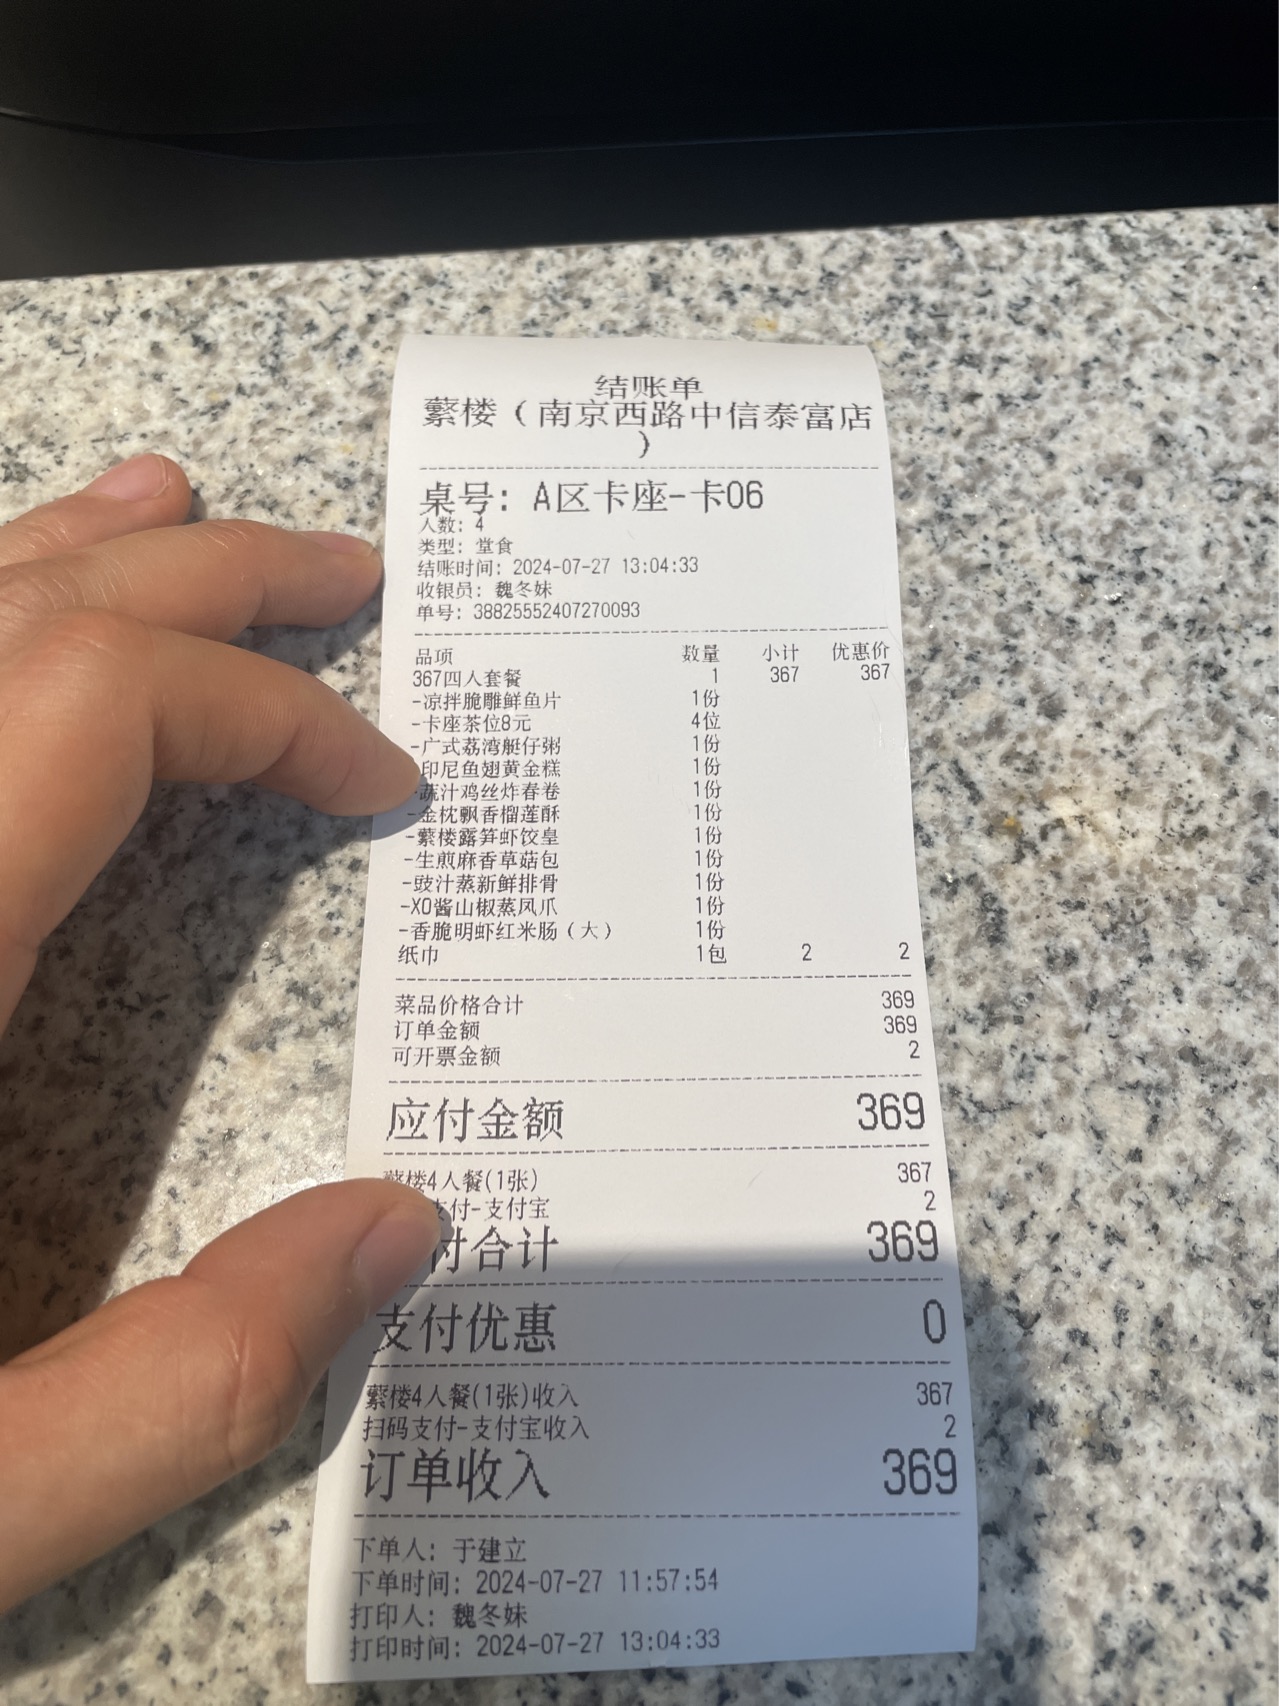 结账单
蘩楼（南京西路中信泰富店
）
桌号：A区卡座-卡06
人数：4
类型：堂食
结账时间：2024-07-27 13:04:33
收银员：魏冬妹
单号：38825552407270093
品项 数量 小计 优惠价
367四人套餐 1 367 367
-凉拌脆雕鲜鱼片 1份
-卡座茶位8元 4位
-广式荔湾艇仔粥 1份
印尼鱼翅黄金糕 1份
-蔬汁鸡丝炸春卷 1份
-金枕飘香榴莲酥 1份
-蘩楼露笋虾饺皇 1份
-生煎麻香草菇包 1份
-豉汁蒸新鲜排骨 1份
-XO酱山椒蒸凤爪 1份
-香脆明虾红米肠（大） 1份
纸巾 1包 2 2
菜品价格合计 369
订单金额 369
可开票金额 2
应付金额 369
蘩楼4人餐(1张) 367
支付-支付宝 2
付合计 369
支付优惠 0
蘩楼4人餐(1张)收入 367
扫码支付-支付宝收入 2
订单收入 369
下单人：于建立
下单时间：2024-07-27 11:57:54
打印人：魏冬妹
打印时间：2024-07-27 13:04:33